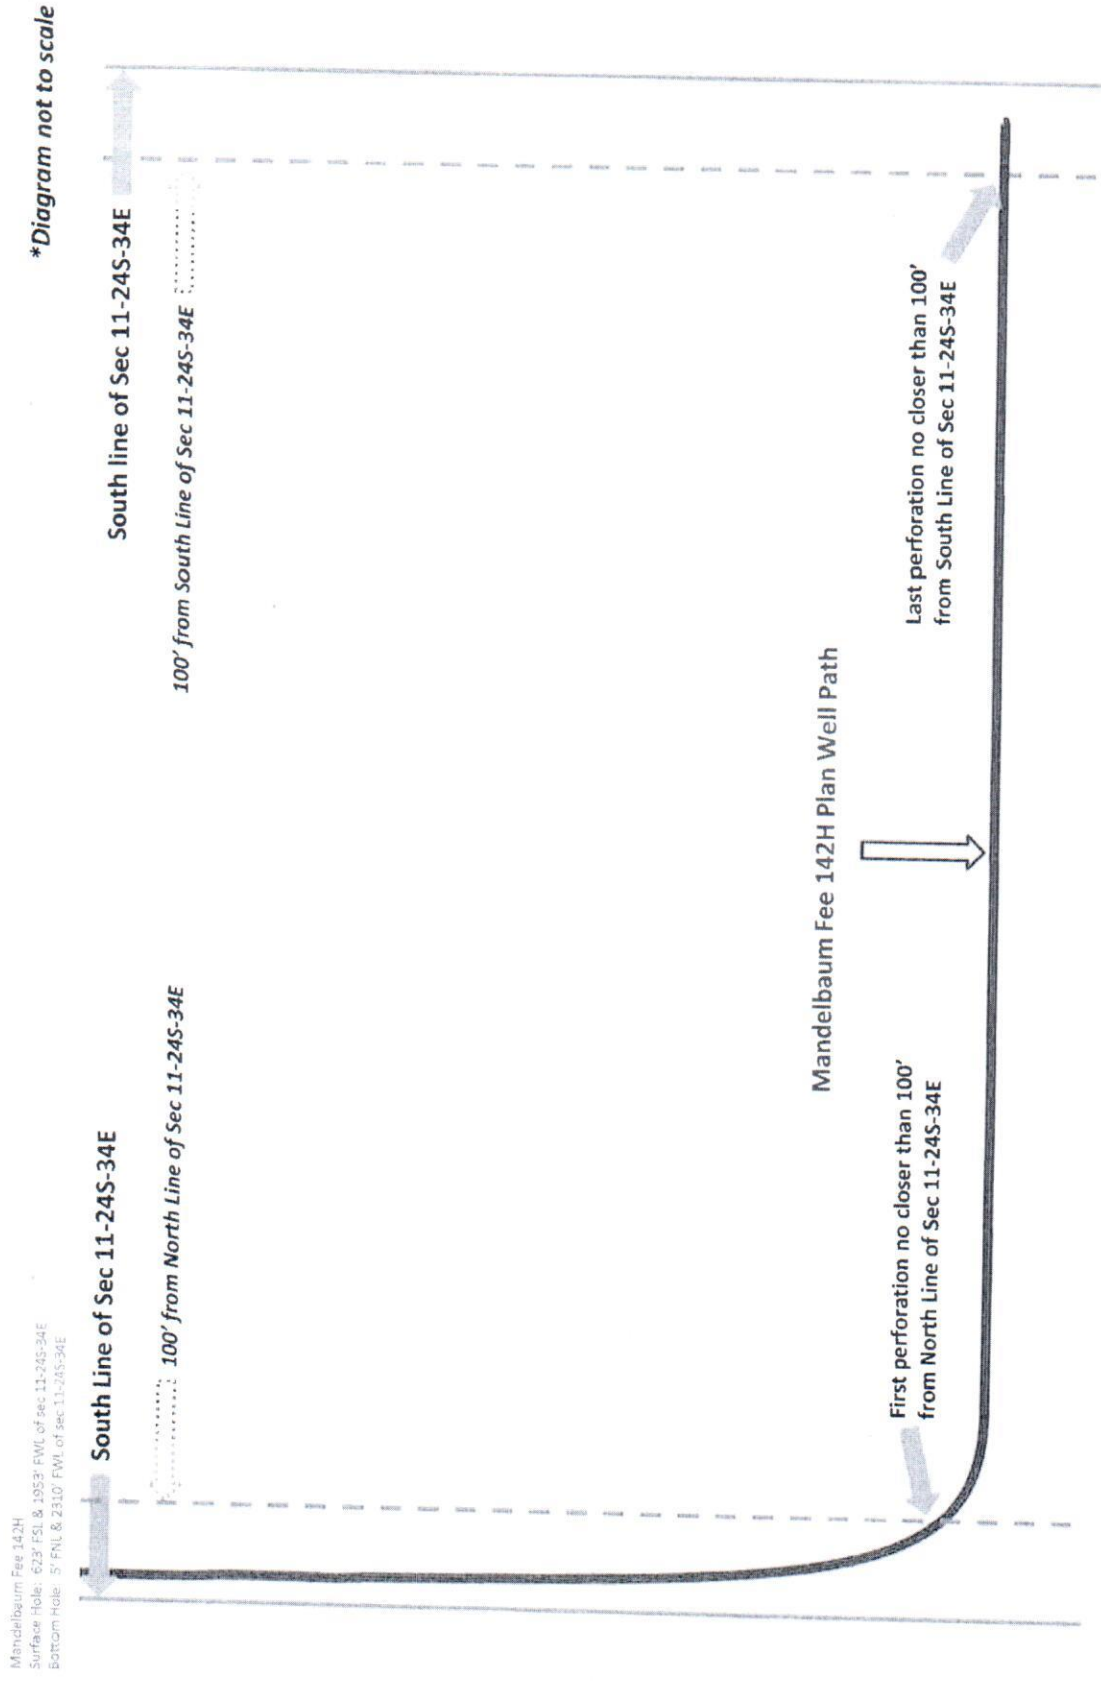 Mandelbaum Fee 142H
Surface Hole: 623' FSL & 1953' FWL of sec 11-24S-34E
Bottom Hole: 5' FNL & 2310' FWL of sec 11-24S-34E
*Diagram not to scale
South Line of Sec 11-24S-34E
South line of Sec 11-24S-34E
100' from North Line of Sec 11-24S-34E
100' from South Line of Sec 11-24S-34E
Mandelbaum Fee 142H Plan Well Path
First perforation no closer than 100'
from North Line of Sec 11-24S-34E
Last perforation no closer than 100'
from South Line of Sec 11-24S-34E